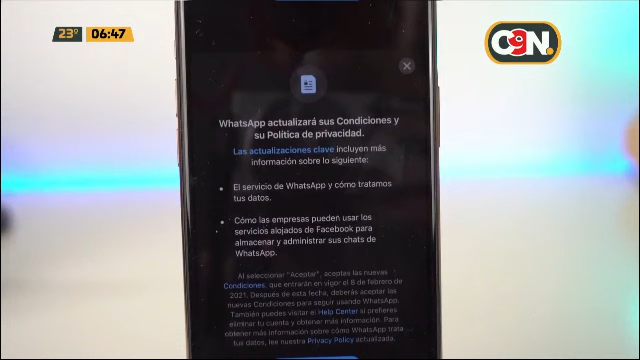 23º 06:47
C9N.
WhatsApp actualizará sus Condiciones y
su Política de privacidad.
Las actualizaciones clave incluyen más
información sobre lo siguiente:
• El servicio de WhatsApp y cómo tratamos
tus datos.
• Cómo las empresas pueden usar los
servicios alojados de Facebook para
almacenar y administrar sus chats de
WhatsApp.
Al seleccionar "Aceptar", aceptas las nuevas
Condiciones, que entrarán en vigor el 8 de febrero de
2021. Después de esta fecha, deberás aceptar las
nuevas Condiciones para seguir usando WhatsApp.
También puedes visitar el Help Center si prefieres
eliminar tu cuenta y obtener más información. Para
obtener más información sobre cómo WhatsApp trata
tus datos, lee nuestra Privacy Policy actualizada.